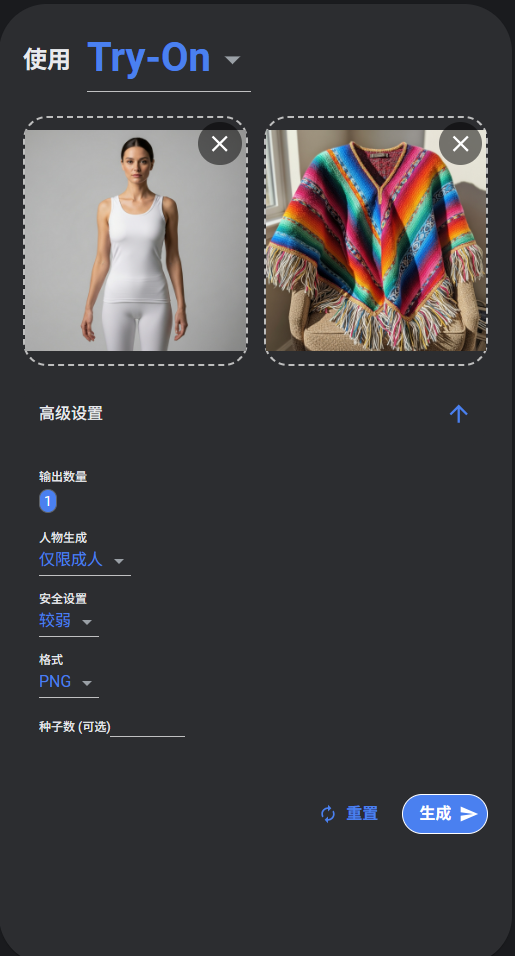 使用 Try-On
高级设置
输出数量
1
人物生成
仅限成人
安全设置
较弱
格式
PNG
种子数 (可选)
重置
生成